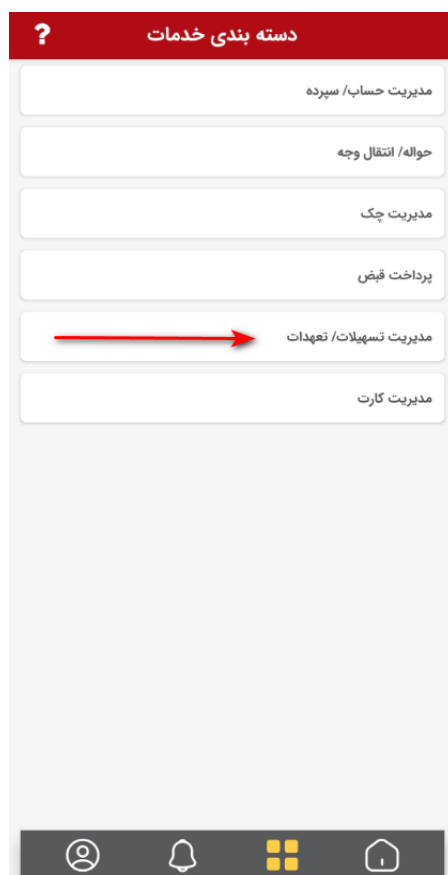 دسته بندی خدمات ?
مدیریت حساب/ سپرده
حواله/ انتقال وجه
مدیریت چک
پرداخت قبض
مدیریت تسهیلات/ تعهدات
مدیریت کارت